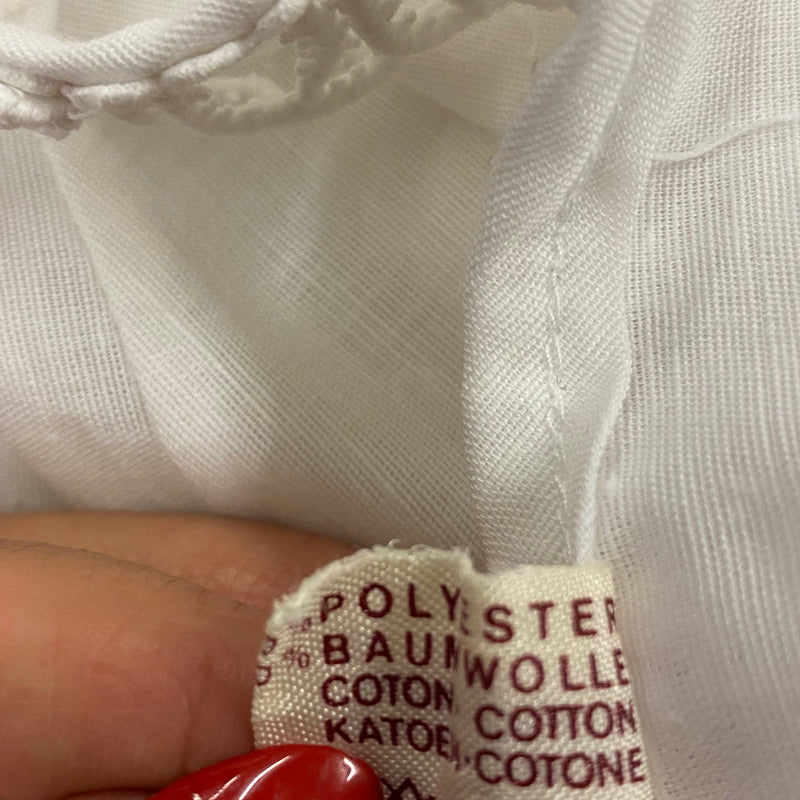 % POLYESTER
% BAUMWOLLE
COTON COTTON
KATOEN·COTONE